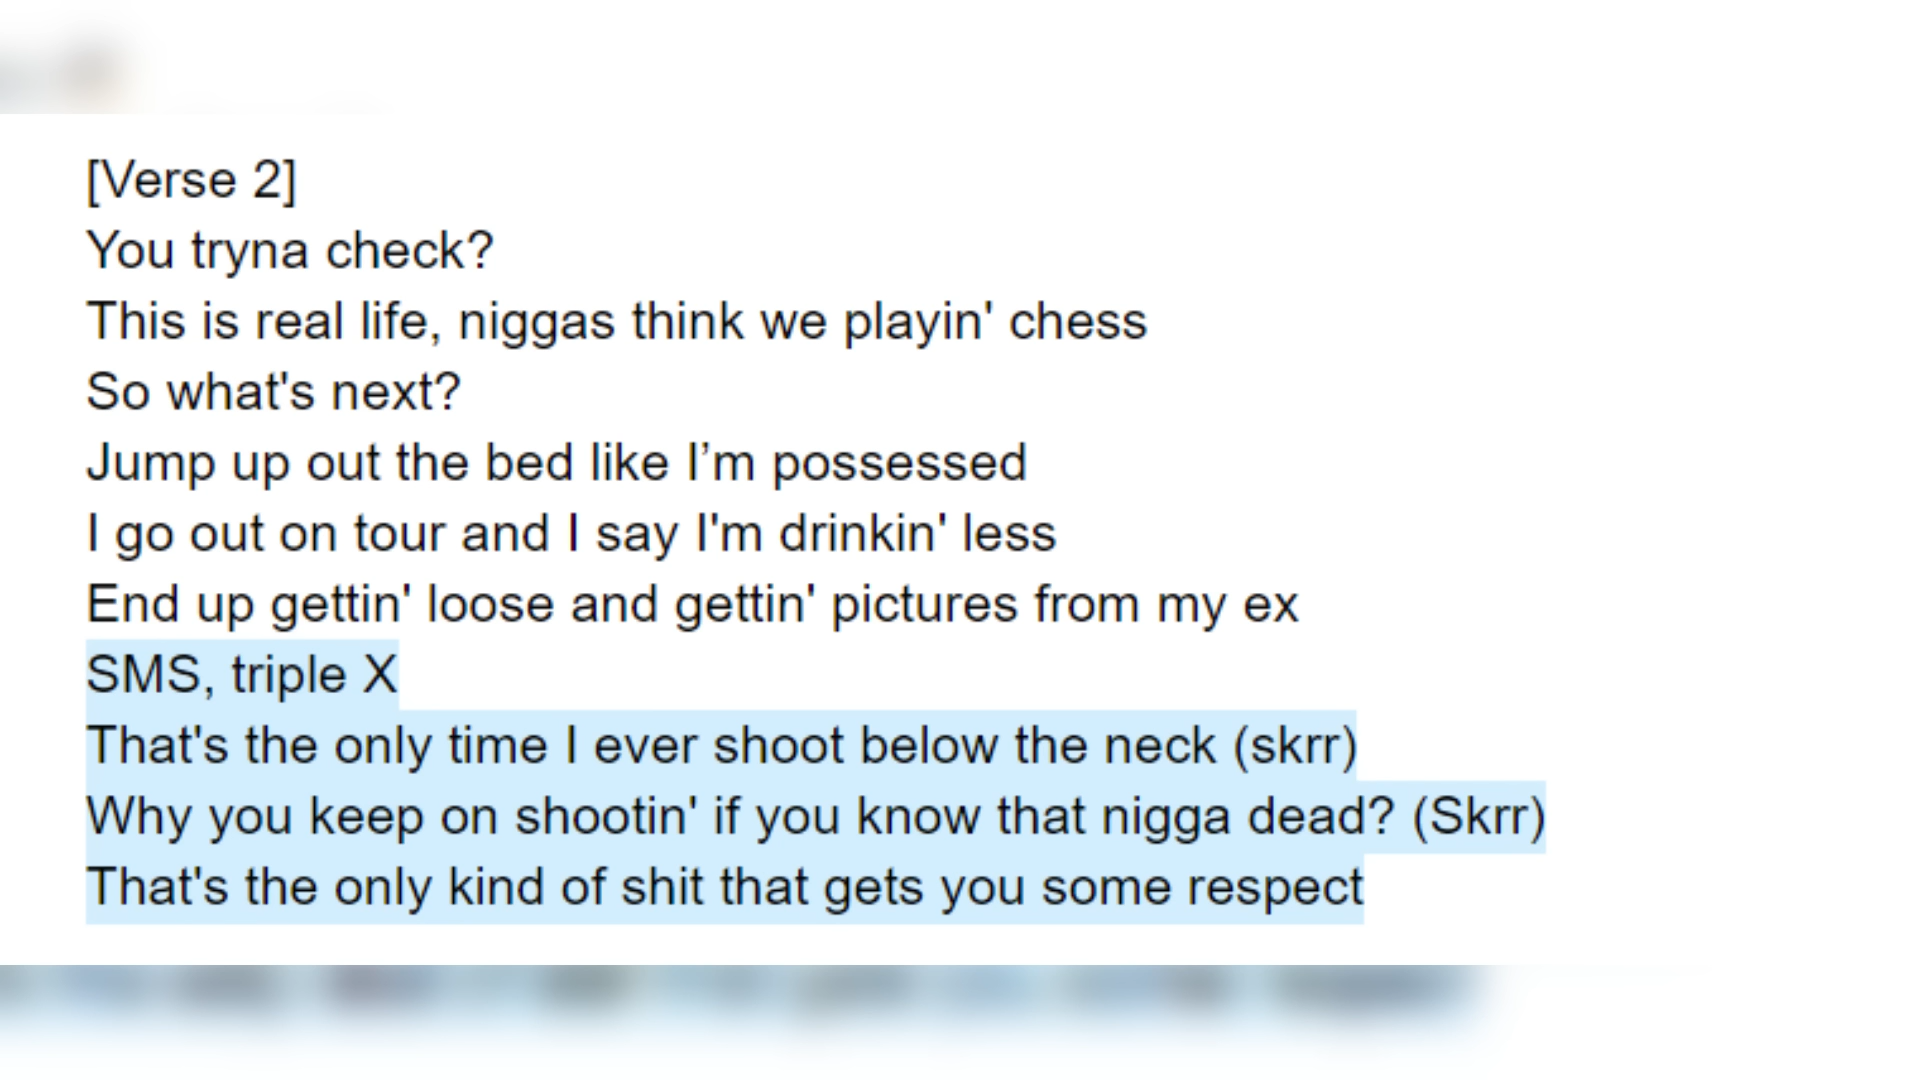 [Verse 2]
You tryna check?
This is real life, niggas think we playin' chess
So what's next?
Jump up out the bed like I’m possessed
I go out on tour and I say I'm drinkin' less
End up gettin' loose and gettin' pictures from my ex
SMS, triple X
That's the only time I ever shoot below the neck (skrr)
Why you keep on shootin' if you know that nigga dead? (Skrr)
That's the only kind of shit that gets you some respect